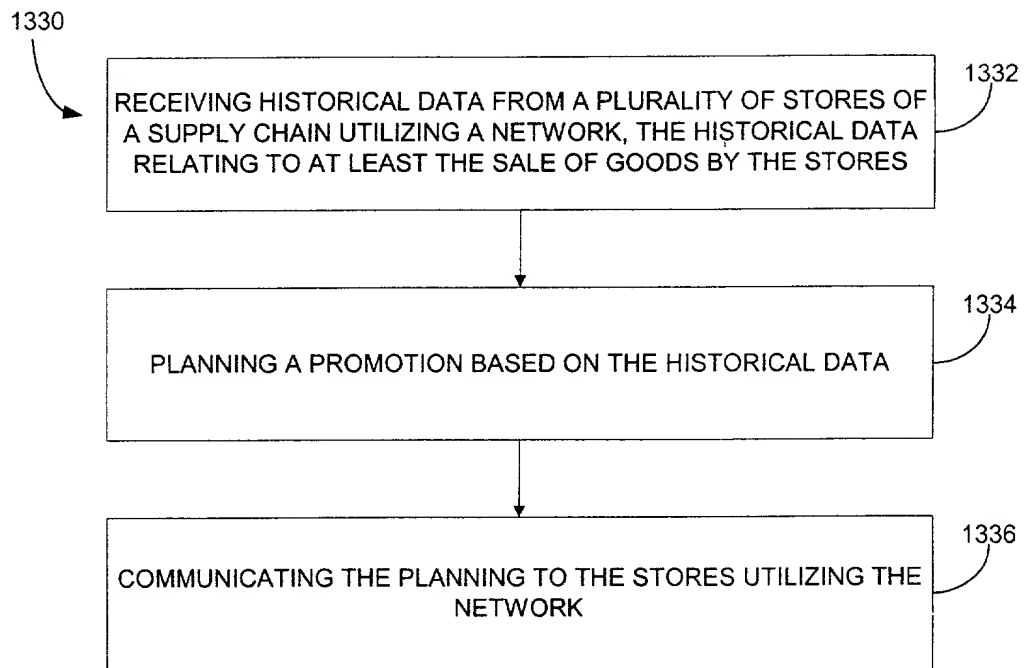 1330
1332
RECEIVING HISTORICAL DATA FROM A PLURALITY OF STORES OF
A SUPPLY CHAIN UTILIZING A NETWORK, THE HISTORICAL DATA
RELATING TO AT LEAST THE SALE OF GOODS BY THE STORES
1334
PLANNING A PROMOTION BASED ON THE HISTORICAL DATA
1336
COMMUNICATING THE PLANNING TO THE STORES UTILIZING THE
NETWORK